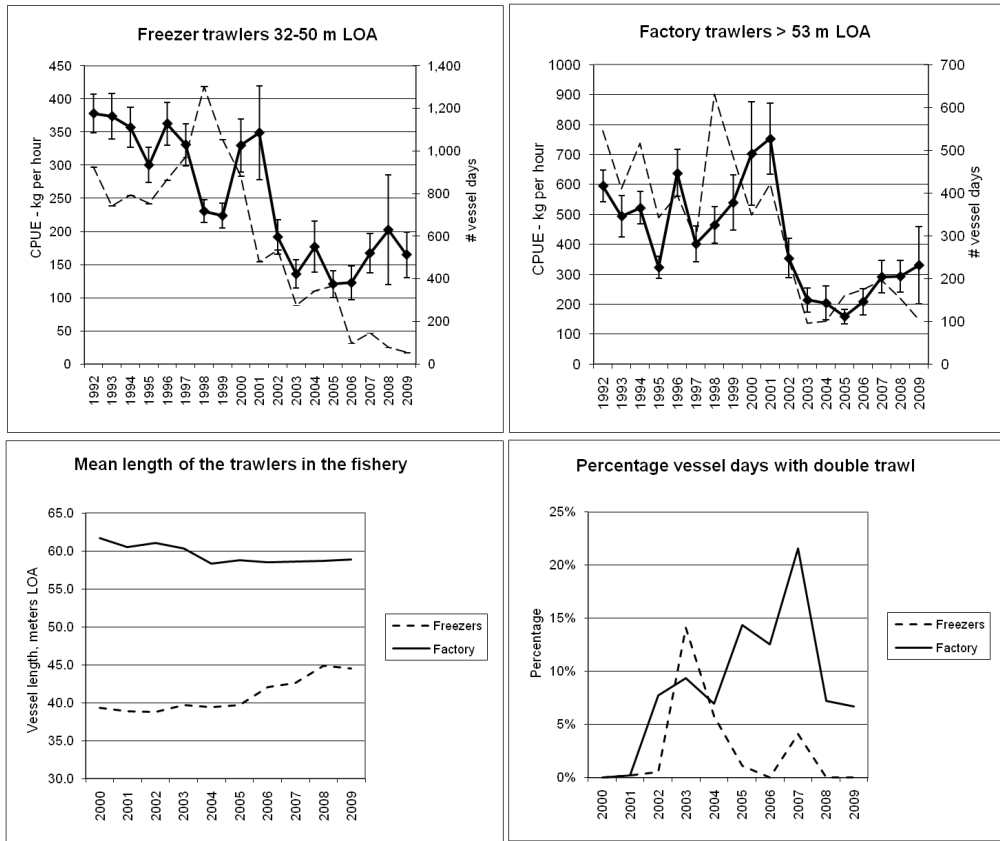 Freezer trawlers 32-50 m LOA
CPUE - kg per hour
450
400
350
300
250
200
150
100
50
0
1,400
1,200
1,000
800
600
400
200
0
# vessel days
1992 1993 1994 1995 1996 1997 1998 1999 2000 2001 2002 2003 2004 2005 2006 2007 2008 2009
Factory trawlers > 53 m LOA
CPUE - kg per hour
1000
900
800
700
600
500
400
300
200
100
0
700
600
500
400
300
200
100
0
# vessel days
1992 1993 1994 1995 1996 1997 1998 1999 2000 2001 2002 2003 2004 2005 2006 2007 2008 2009
Mean length of the trawlers in the fishery
Vessel length, meters LOA
65.0
60.0
55.0
50.0
45.0
40.0
35.0
30.0
2000 2001 2002 2003 2004 2005 2006 2007 2008 2009
Freezers
Factory
Percentage vessel days with double trawl
Percentage
25%
20%
15%
10%
5%
0%
2000 2001 2002 2003 2004 2005 2006 2007 2008 2009
Freezers
Factory